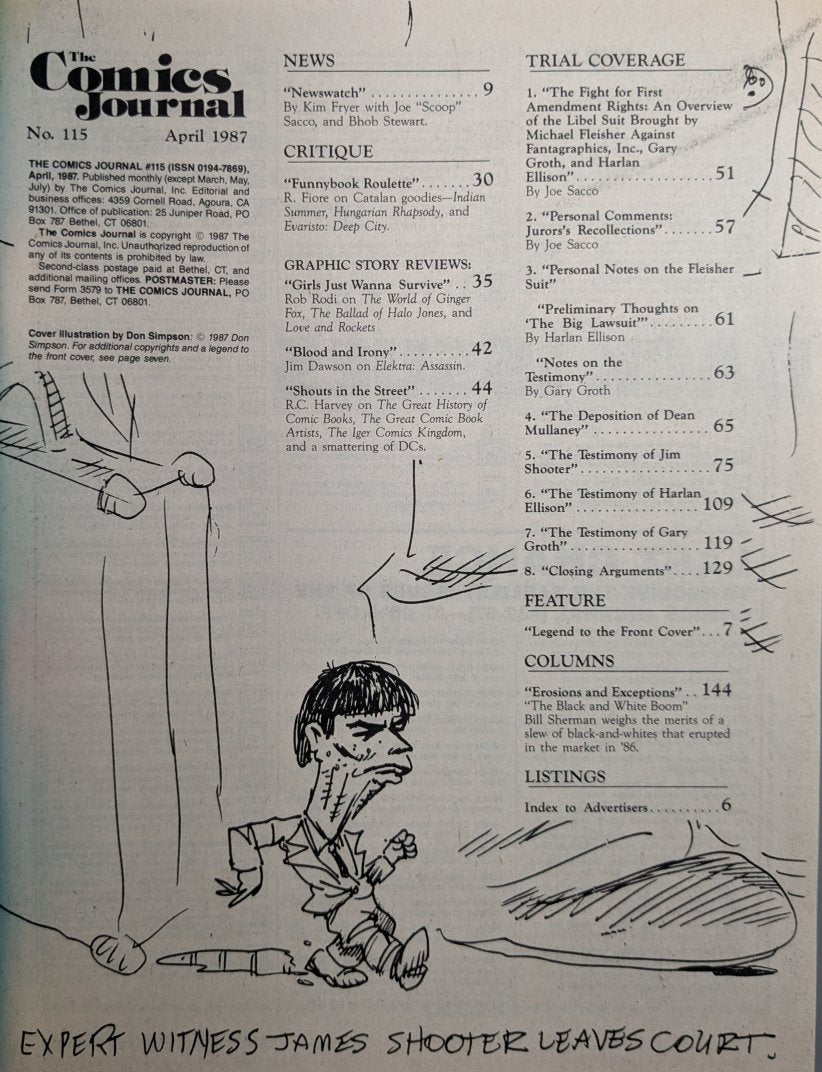 The
Comics
Journal
No. 115 April 1987
THE COMICS JOURNAL #115 (ISSN 0194-7869),
April, 1987. Published monthly (except March, May,
July) by The Comics Journal, Inc. Editorial and
business offices: 4359 Cornell Road, Agoura, CA
91301. Office of publication: 25 Juniper Road, PO
Box 787 Bethel, CT 06801.
The Comics Journal is copyright © 1987 The
Comics Journal, Inc. Unauthorized reproduction of
any of its contents is prohibited by law.
Second-class postage paid at Bethel, CT, and
additional mailing offices. POSTMASTER: Please
send Form 3579 to THE COMICS JOURNAL, PO
Box 787, Bethel, CT 06801.
Cover illustration by Don Simpson: © 1987 Don
Simpson. For additional copyrights and a legend to
the front cover, see page seven.
NEWS
“Newswatch” . . . . . . . . . . . . . . . 9
By Kim Fryer with Joe “Scoop”
Sacco, and Bhob Stewart.
CRITIQUE
“Funnybook Roulette” . . . . . . . 30
R. Fiore on Catalan goodies—Indian
Summer, Hungarian Rhapsody, and
Evaristo: Deep City.
GRAPHIC STORY REVIEWS:
“Girls Just Wanna Survive” . . 35
Rob Rodi on The World of Ginger
Fox, The Ballad of Halo Jones, and
Love and Rockets
“Blood and Irony” . . . . . . . . . . 42
Jim Dawson on Elektra: Assassin.
“Shouts in the Street” . . . . . . . 44
R.C. Harvey on The Great History of
Comic Books, The Great Comic Book
Artists, The Iger Comics Kingdom,
and a smattering of DCs.
TRIAL COVERAGE
1. “The Fight for First
Amendment Rights: An Overview
of the Libel Suit Brought by
Michael Fleisher Against
Fantagraphics, Inc., Gary
Groth, and Harlan
Ellison” . . . . . . . . . . . . . . . . . . . . 51
By Joe Sacco
2. “Personal Comments:
Jurors's Recollections” . . . . . . . 57
By Joe Sacco
3. “Personal Notes on the Fleisher
Suit”
“Preliminary Thoughts on
‘The Big Lawsuit’” . . . . . . . . . 61
By Harlan Ellison
“Notes on the
Testimony” . . . . . . . . . . . . . . . . 63
By Gary Groth
4. “The Deposition of Dean
Mullaney” . . . . . . . . . . . . . . . . . 65
5. “The Testimony of Jim
Shooter” . . . . . . . . . . . . . . . . . . . 75
6. “The Testimony of Harlan
Ellison” . . . . . . . . . . . . . . . . . . 109
7. “The Testimony of Gary
Groth” . . . . . . . . . . . . . . . . . . . . 119
8. “Closing Arguments” . . . . 129
FEATURE
“Legend to the Front Cover” . . . 7
COLUMNS
“Erosions and Exceptions” . . 144
“The Black and White Boom”
Bill Sherman weighs the merits of a
slew of black-and-whites that erupted
in the market in ’86.
LISTINGS
Index to Advertisers . . . . . . . . . . 6
EXPERT WITNESS JAMES SHOOTER LEAVES COURT.